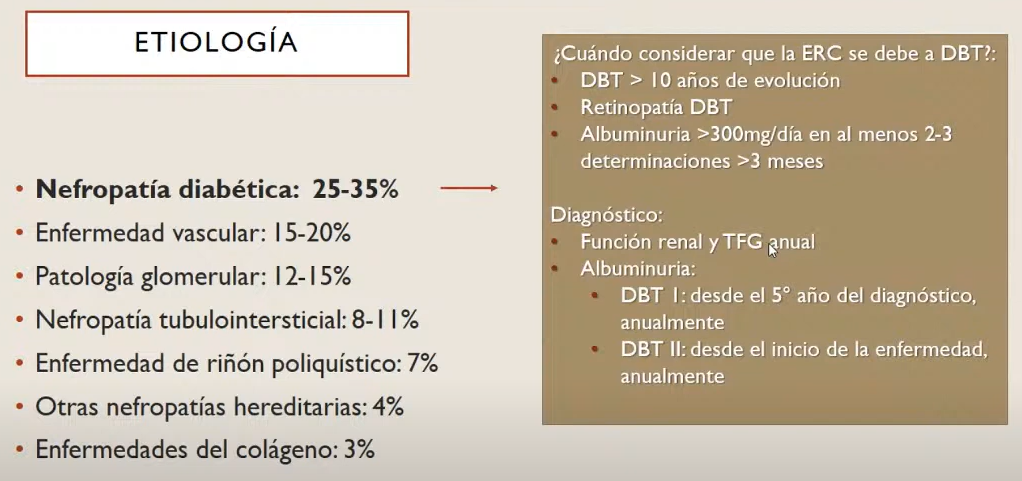 ETIOLOGÍA
• Nefropatía diabética: 25-35%
• Enfermedad vascular: 15-20%
• Patología glomerular: 12-15%
• Nefropatía tubulointersticial: 8-11%
• Enfermedad de riñón poliquístico: 7%
• Otras nefropatías hereditarias: 4%
• Enfermedades del colágeno: 3%
¿Cuándo considerar que la ERC se debe a DBT?:
• DBT > 10 años de evolución
• Retinopatía DBT
• Albuminuria >300mg/día en al menos 2-3
determinaciones >3 meses
Diagnóstico:
• Función renal y TFG anual
• Albuminuria:
• DBT I: desde el 5° año del diagnóstico,
anualmente
• DBT II: desde el inicio de la enfermedad,
anualmente